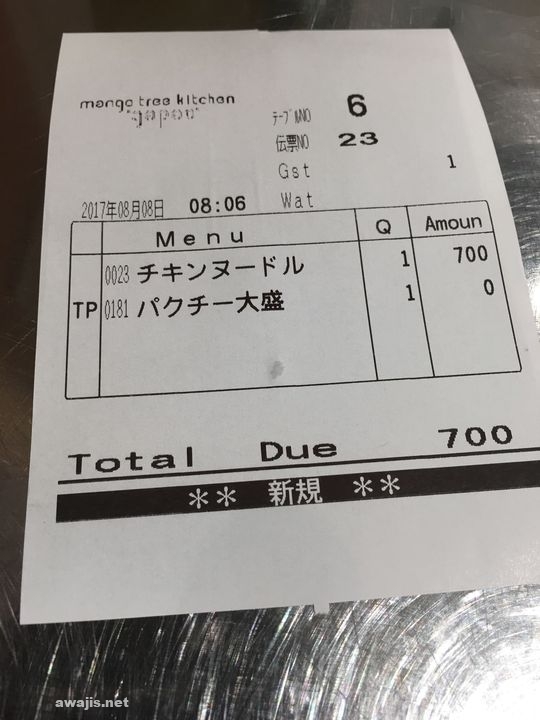 mango tree kitchen
"gapao"
テーブルNO 6
伝票NO 23
Gst 1
2017年08月08日 08:06 Wat
Menu Q Amoun
0023 チキンヌードル 1 700
TP 0181 パクチー大盛 1 0
Total Due 700
** 新規 **
awajis.net